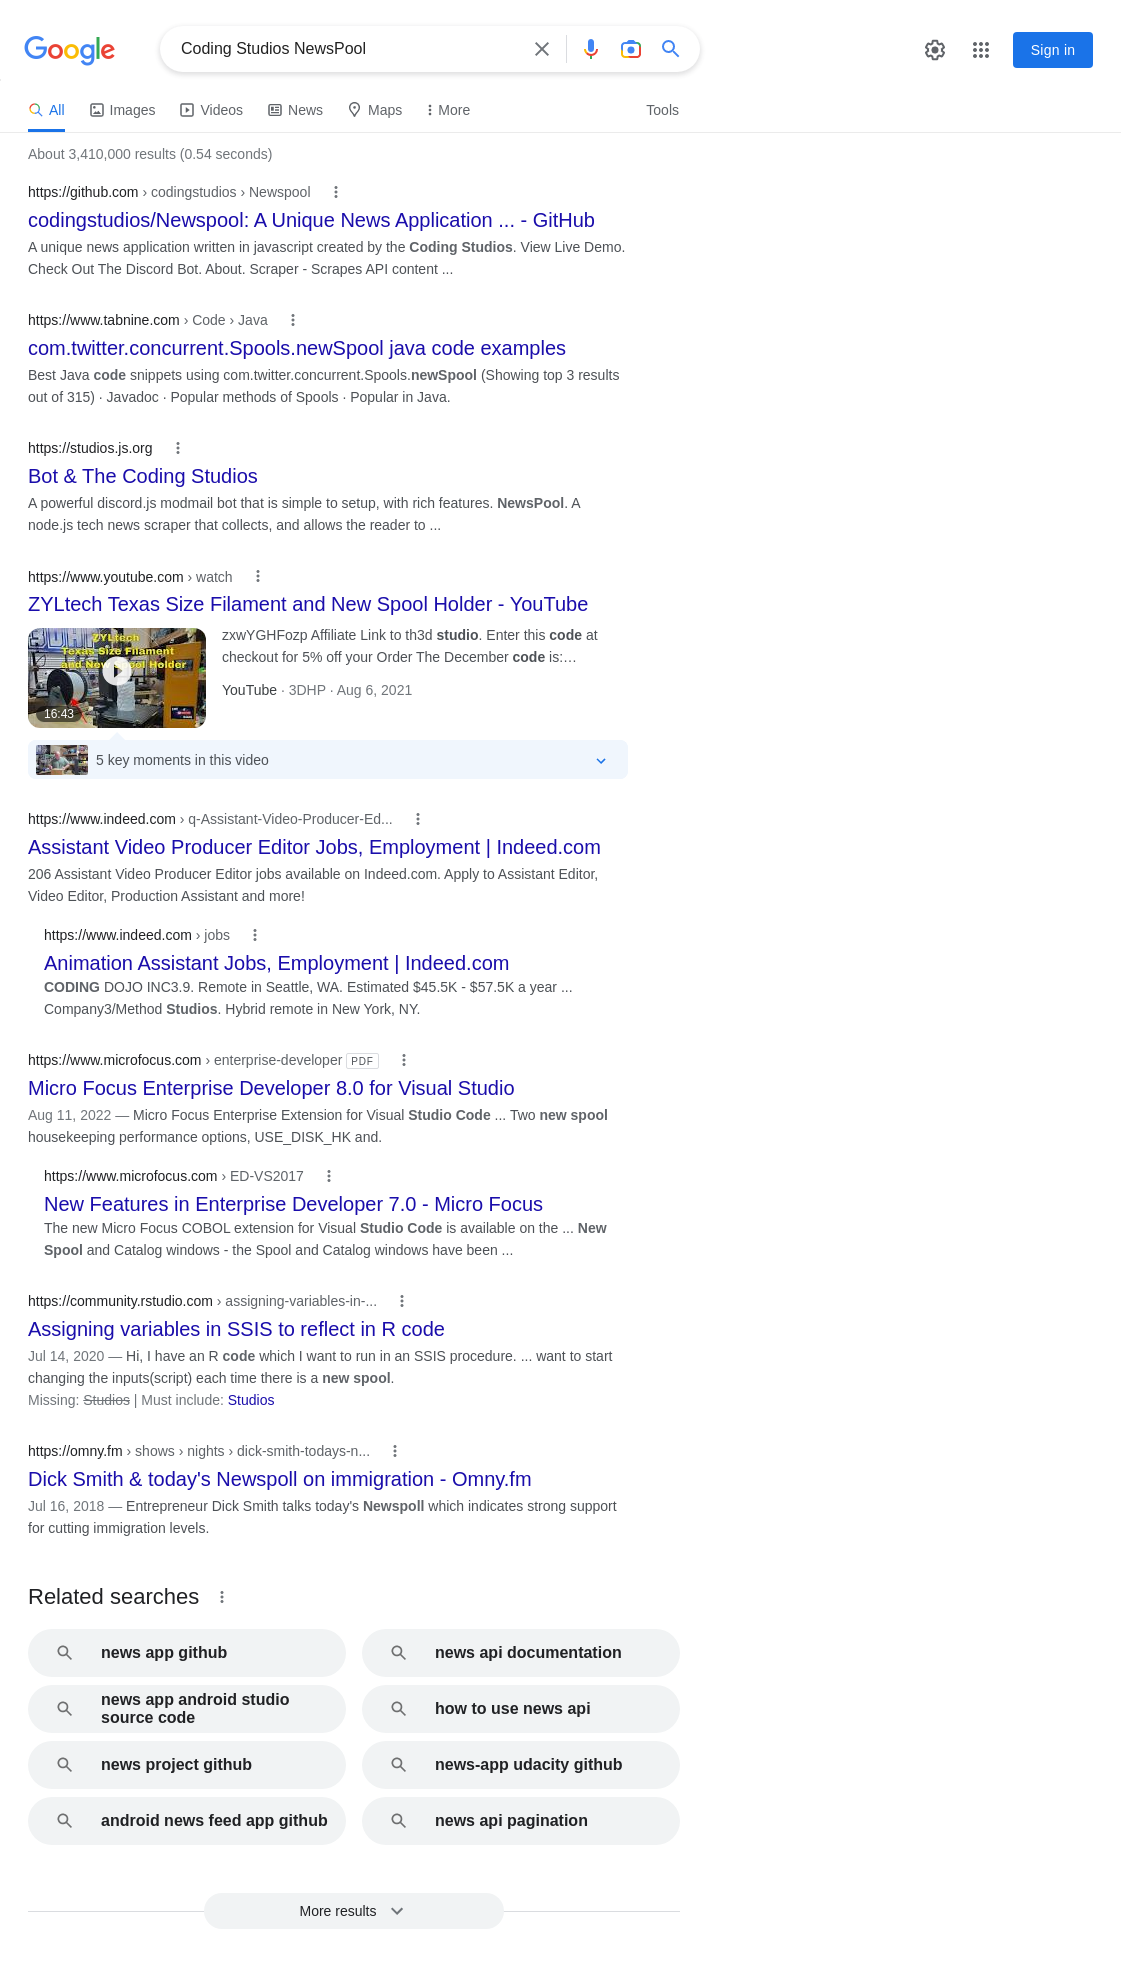 Google
Coding Studios NewsPool
Sign in
All
Images
Videos
News
Maps
More
Tools
About 3,410,000 results (0.54 seconds)
https://github.com › codingstudios › Newspool
codingstudios/Newspool: A Unique News Application ... - GitHub
A unique news application written in javascript created by the Coding Studios. View Live Demo.
Check Out The Discord Bot. About. Scraper - Scrapes API content ...
https://www.tabnine.com › Code › Java
com.twitter.concurrent.Spools.newSpool java code examples
Best Java code snippets using com.twitter.concurrent.Spools.newSpool (Showing top 3 results
out of 315) · Javadoc · Popular methods of Spools · Popular in Java.
https://studios.js.org
Bot & The Coding Studios
A powerful discord.js modmail bot that is simple to setup, with rich features. NewsPool. A
node.js tech news scraper that collects, and allows the reader to ...
https://www.youtube.com › watch
ZYLtech Texas Size Filament and New Spool Holder - YouTube
ZYLtech
Texas Size Filament
and New Spool Holder
16:43
zxwYGHFozp Affiliate Link to th3d studio. Enter this code at
checkout for 5% off your Order The December code is:…
YouTube · 3DHP · Aug 6, 2021
5 key moments in this video
https://www.indeed.com › q-Assistant-Video-Producer-Ed...
Assistant Video Producer Editor Jobs, Employment | Indeed.com
206 Assistant Video Producer Editor jobs available on Indeed.com. Apply to Assistant Editor,
Video Editor, Production Assistant and more!
https://www.indeed.com › jobs
Animation Assistant Jobs, Employment | Indeed.com
CODING DOJO INC3.9. Remote in Seattle, WA. Estimated $45.5K - $57.5K a year ...
Company3/Method Studios. Hybrid remote in New York, NY.
https://www.microfocus.com › enterprise-developer PDF
Micro Focus Enterprise Developer 8.0 for Visual Studio
Aug 11, 2022 — Micro Focus Enterprise Extension for Visual Studio Code ... Two new spool
housekeeping performance options, USE_DISK_HK and.
https://www.microfocus.com › ED-VS2017
New Features in Enterprise Developer 7.0 - Micro Focus
The new Micro Focus COBOL extension for Visual Studio Code is available on the ... New
Spool and Catalog windows - the Spool and Catalog windows have been ...
https://community.rstudio.com › assigning-variables-in-...
Assigning variables in SSIS to reflect in R code
Jul 14, 2020 — Hi, I have an R code which I want to run in an SSIS procedure. ... want to start
changing the inputs(script) each time there is a new spool.
Missing: Studios | Must include: Studios
https://omny.fm › shows › nights › dick-smith-todays-n...
Dick Smith & today's Newspoll on immigration - Omny.fm
Jul 16, 2018 — Entrepreneur Dick Smith talks today's Newspoll which indicates strong support
for cutting immigration levels.
Related searches
news app github
news api documentation
news app android studio
source code
how to use news api
news project github
news-app udacity github
android news feed app github
news api pagination
More results